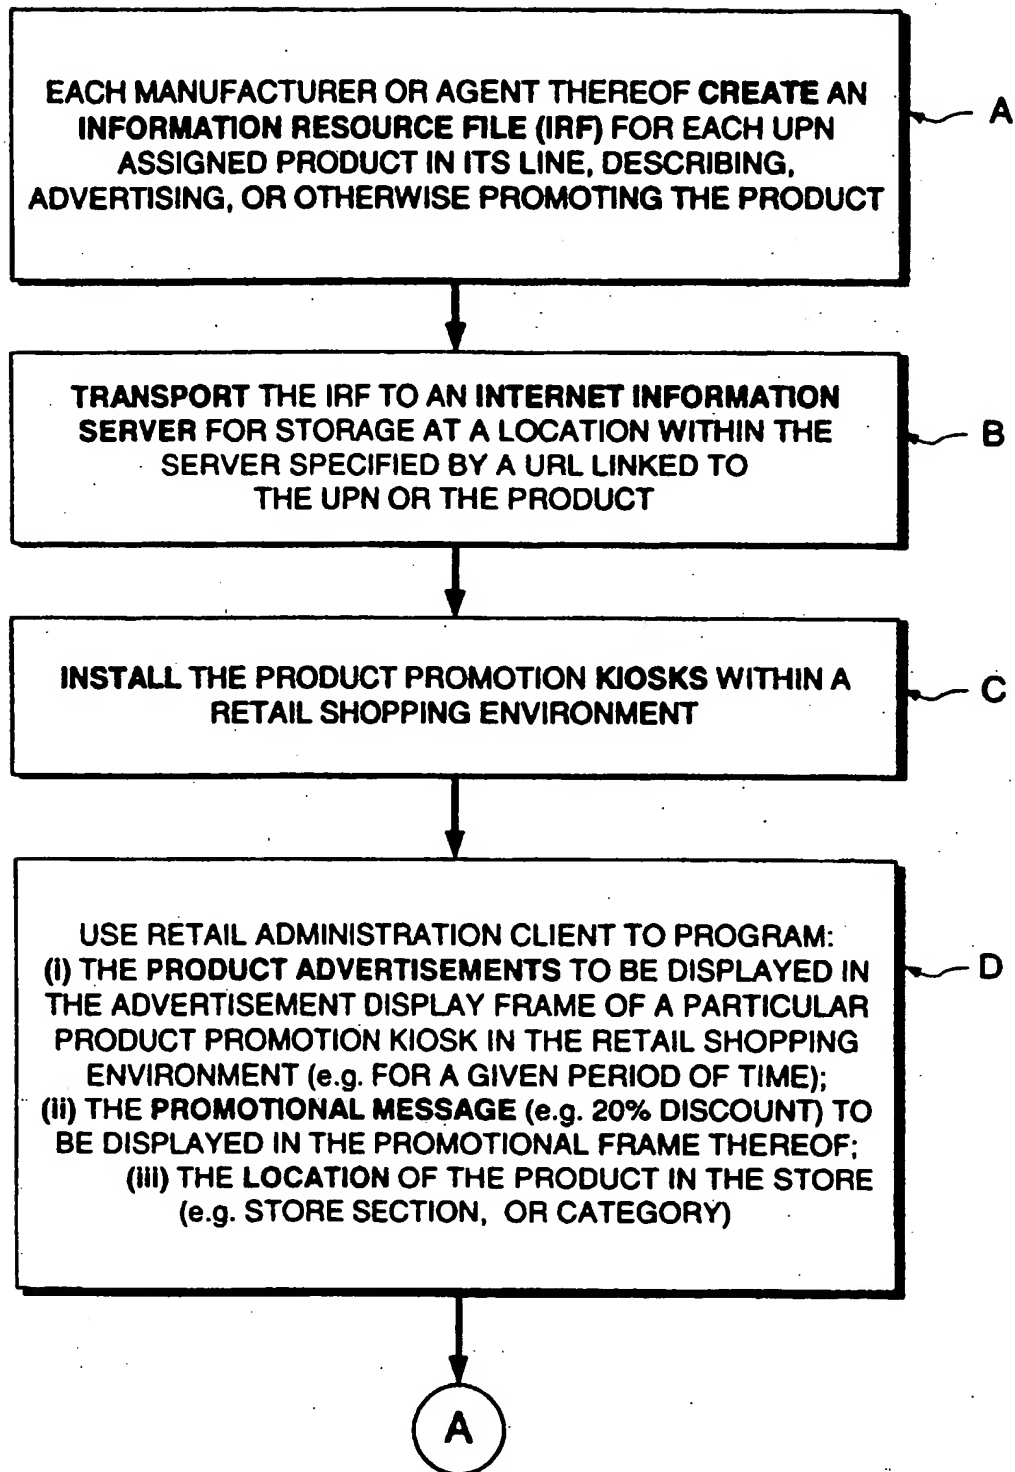 EACH MANUFACTURER OR AGENT THEREOF CREATE AN
INFORMATION RESOURCE FILE (IRF) FOR EACH UPN
ASSIGNED PRODUCT IN ITS LINE, DESCRIBING,
ADVERTISING, OR OTHERWISE PROMOTING THE PRODUCT
A
TRANSPORT THE IRF TO AN INTERNET INFORMATION
SERVER FOR STORAGE AT A LOCATION WITHIN THE
SERVER SPECIFIED BY A URL LINKED TO
THE UPN OR THE PRODUCT
B
INSTALL THE PRODUCT PROMOTION KIOSKS WITHIN A
RETAIL SHOPPING ENVIRONMENT
C
USE RETAIL ADMINISTRATION CLIENT TO PROGRAM:
(i) THE PRODUCT ADVERTISEMENTS TO BE DISPLAYED IN
THE ADVERTISEMENT DISPLAY FRAME OF A PARTICULAR
PRODUCT PROMOTION KIOSK IN THE RETAIL SHOPPING
ENVIRONMENT (e.g. FOR A GIVEN PERIOD OF TIME);
(ii) THE PROMOTIONAL MESSAGE (e.g. 20% DISCOUNT) TO
BE DISPLAYED IN THE PROMOTIONAL FRAME THEREOF;
(iii) THE LOCATION OF THE PRODUCT IN THE STORE
(e.g. STORE SECTION, OR CATEGORY)
D
A